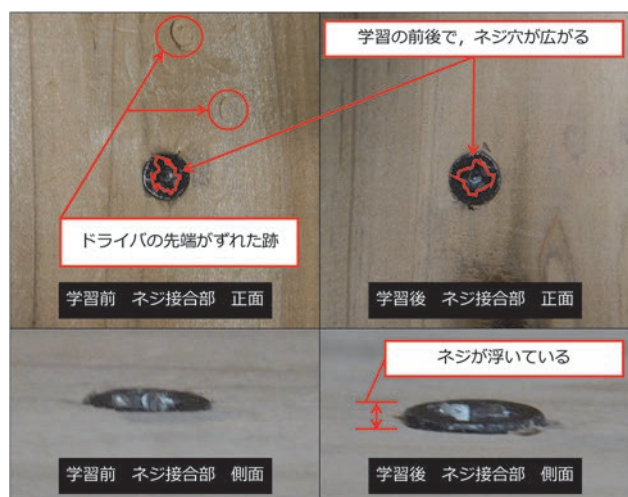 学習の前後で，ネジ穴が広がる
ドライバの先端がずれた跡
学習前　ネジ接合部　正面
学習後　ネジ接合部　正面
ネジが浮いている
学習前　ネジ接合部　側面
学習後　ネジ接合部　側面